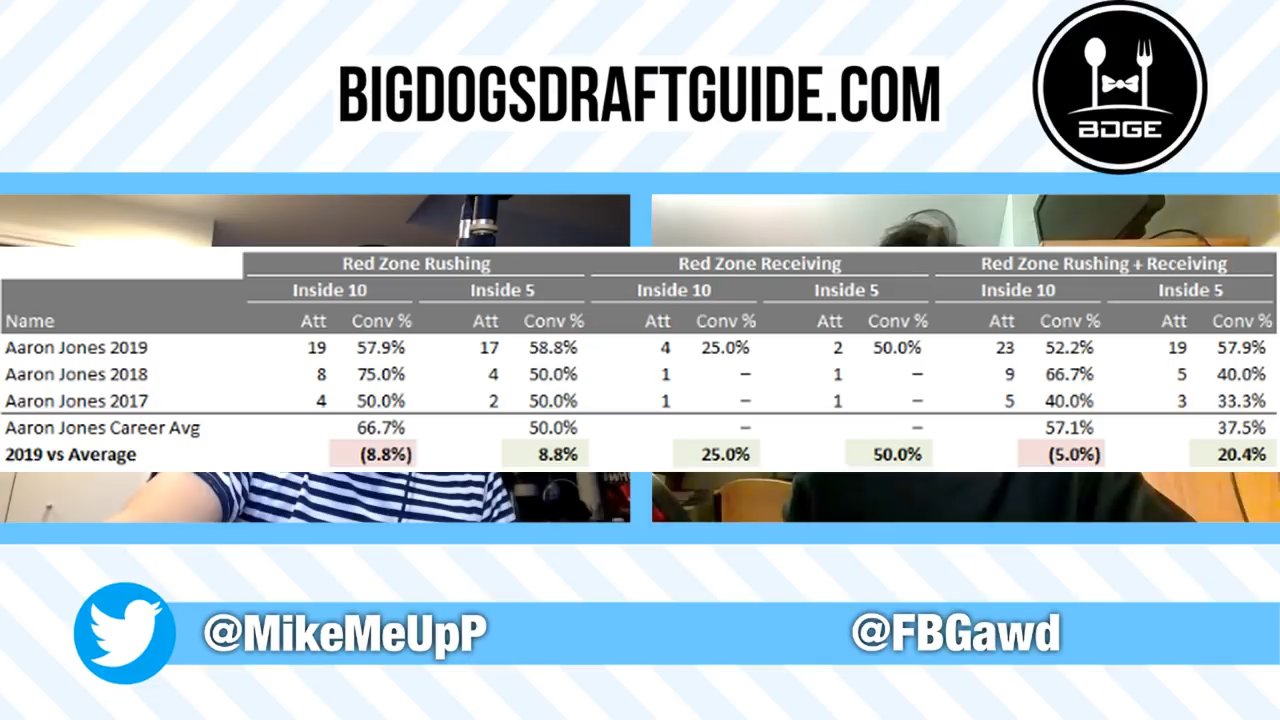 BIGDOGSDRAFTGUIDE.COM
BDGE
Red Zone Rushing Red Zone Receiving Red Zone Rushing + Receiving
Inside 10 Inside 5 Inside 10 Inside 5 Inside 10 Inside 5
Name Att Conv % Att Conv % Att Conv % Att Conv % Att Conv % Att Conv %
Aaron Jones 2019 19 57.9% 17 58.8% 4 25.0% 2 50.0% 23 52.2% 19 57.9%
Aaron Jones 2018 8 75.0% 4 50.0% 1 – 1 – 9 66.7% 5 40.0%
Aaron Jones 2017 4 50.0% 2 50.0% 1 – 1 – 5 40.0% 3 33.3%
Aaron Jones Career Avg 66.7% 50.0% – – 57.1% 37.5%
2019 vs Average (8.8%) 8.8% 25.0% 50.0% (5.0%) 20.4%
@MikeMeUpP @FBGawd